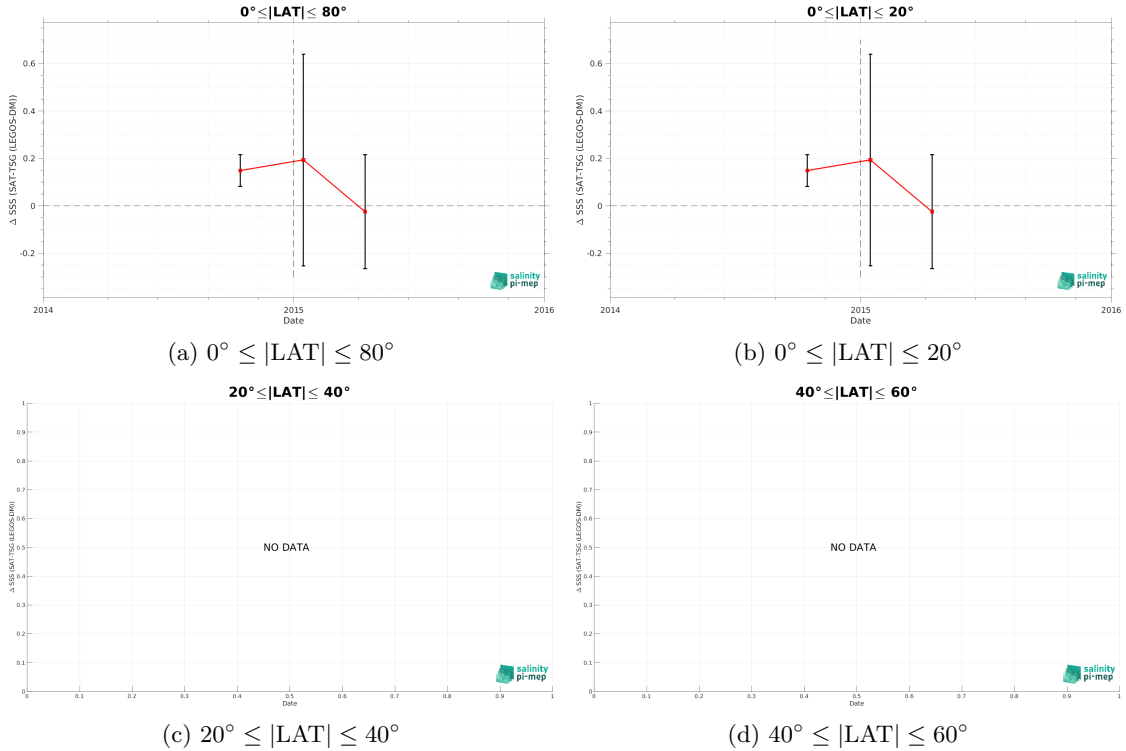 0°≤|LAT|≤ 80°
Δ SSS (SAT-TSG (LEGOS-DM))
0.6
0.4
0.2
0
-0.2
2014
2015
2016
Date
salinity
pi-mep
(a) 0° ≤ |LAT| ≤ 80°
0°≤|LAT|≤ 20°
Δ SSS (SAT-TSG (LEGOS-DM))
0.6
0.4
0.2
0
-0.2
2014
2015
2016
Date
salinity
pi-mep
(b) 0° ≤ |LAT| ≤ 20°
20°≤|LAT|≤ 40°
Δ SSS (SAT-TSG (LEGOS-DM))
1
0.9
0.8
0.7
0.6
0.5
0.4
0.3
0.2
0.1
0
NO DATA
0
0.1
0.2
0.3
0.4
0.5
0.6
0.7
0.8
0.9
1
Date
salinity
pi-mep
(c) 20° ≤ |LAT| ≤ 40°
40°≤|LAT|≤ 60°
Δ SSS (SAT-TSG (LEGOS-DM))
1
0.9
0.8
0.7
0.6
0.5
0.4
0.3
0.2
0.1
0
NO DATA
0
0.1
0.2
0.3
0.4
0.5
0.6
0.7
0.8
0.9
1
Date
salinity
pi-mep
(d) 40° ≤ |LAT| ≤ 60°